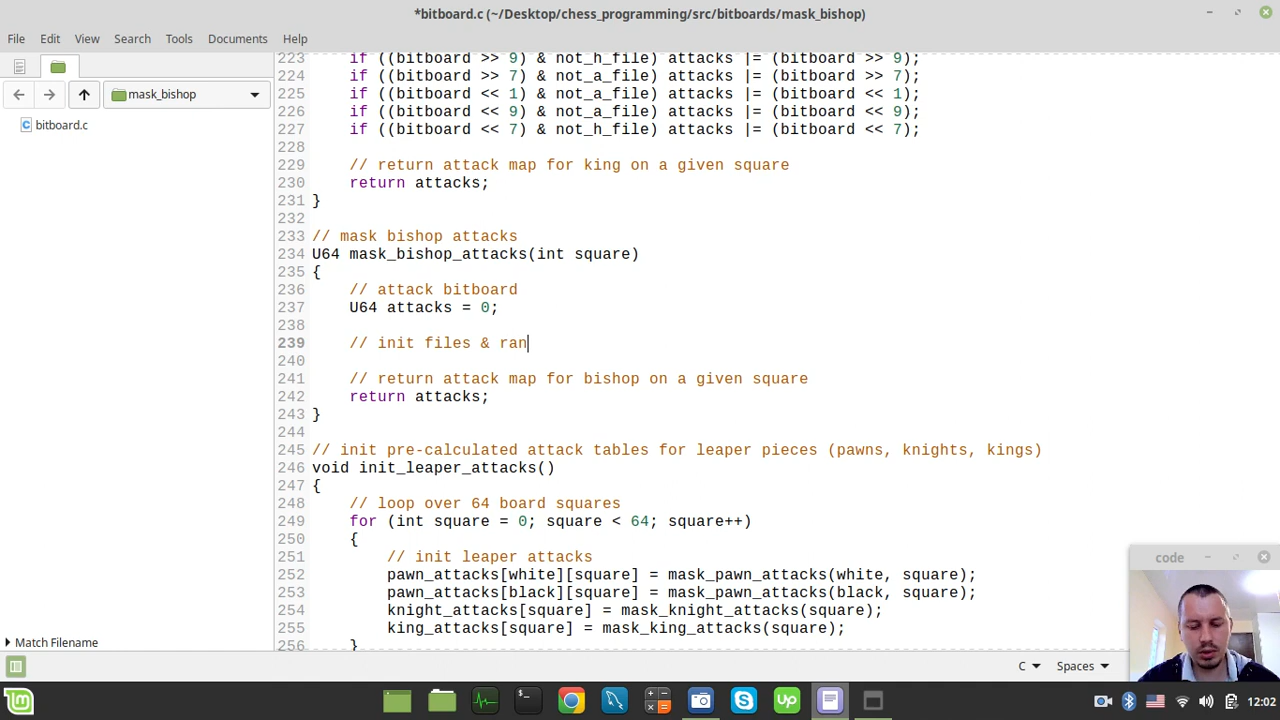 *bitboard.c (~/Desktop/chess_programming/src/bitboards/mask_bishop)
File Edit View Search Tools Documents Help
mask_bishop
bitboard.c
223 if ((bitboard >> 9) & not_h_file) attacks |= (bitboard >> 9);
224 if ((bitboard >> 7) & not_a_file) attacks |= (bitboard >> 7);
225 if ((bitboard << 1) & not_a_file) attacks |= (bitboard << 1);
226 if ((bitboard << 9) & not_a_file) attacks |= (bitboard << 9);
227 if ((bitboard << 7) & not_h_file) attacks |= (bitboard << 7);
228
229 // return attack map for king on a given square
230 return attacks;
231 }
232
233 // mask bishop attacks
234 U64 mask_bishop_attacks(int square)
235 {
236 // attack bitboard
237 U64 attacks = 0;
238
239 // init files & ran
240
241 // return attack map for bishop on a given square
242 return attacks;
243 }
244
245 // init pre-calculated attack tables for leaper pieces (pawns, knights, kings)
246 void init_leaper_attacks()
247 {
248 // loop over 64 board squares
249 for (int square = 0; square < 64; square++)
250 {
251 // init leaper attacks
252 pawn_attacks[white][square] = mask_pawn_attacks(white, square);
253 pawn_attacks[black][square] = mask_pawn_attacks(black, square);
254 knight_attacks[square] = mask_knight_attacks(square);
255 king_attacks[square] = mask_king_attacks(square);
256 }
code
Match Filename
C Spaces
Up
12:02